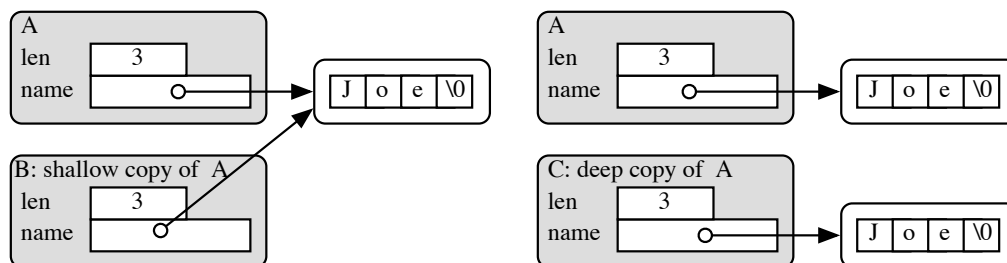 A
len 3
name
J o e \0
B: shallow copy of A
len 3
name
A
len 3
name
J o e \0
C: deep copy of A
len 3
name
J o e \0